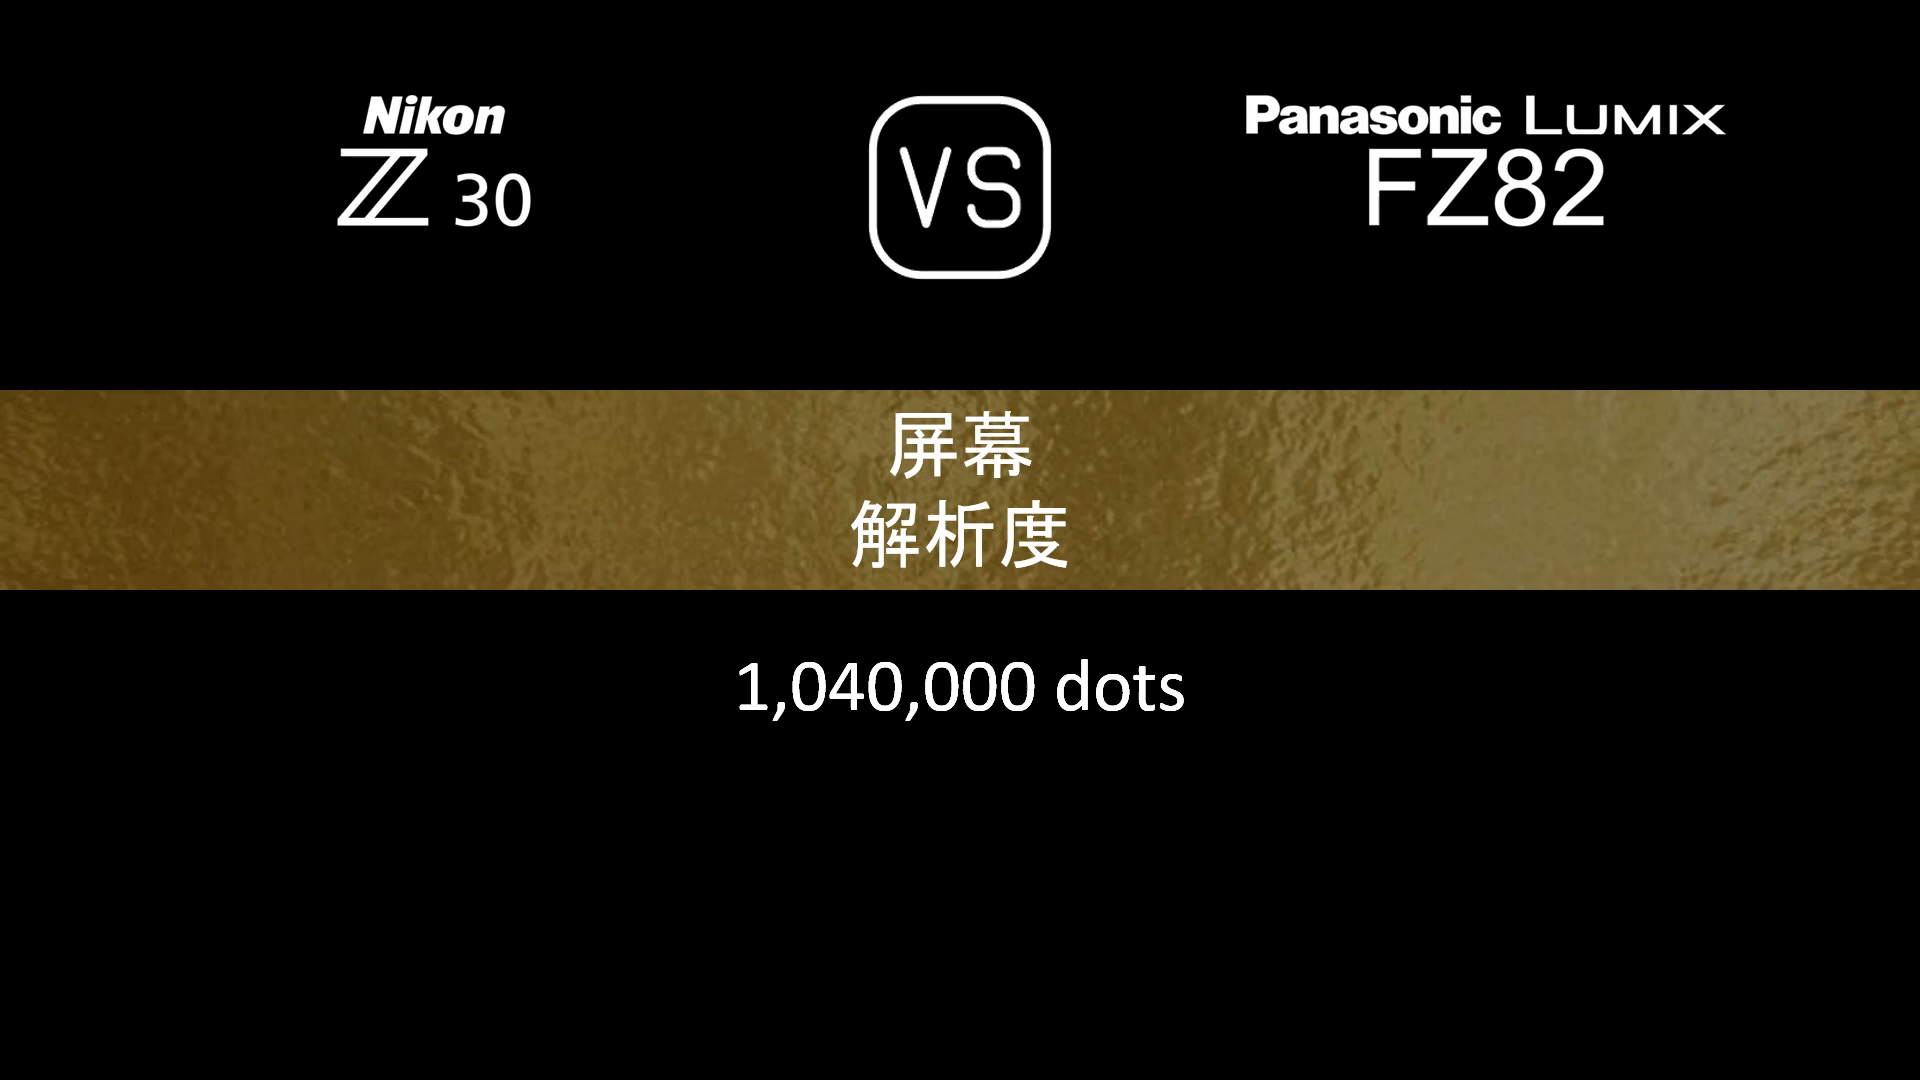 Nikon
Z 30
VS
Panasonic LUMIX
FZ82
屏幕
解析度
1,040,000 dots